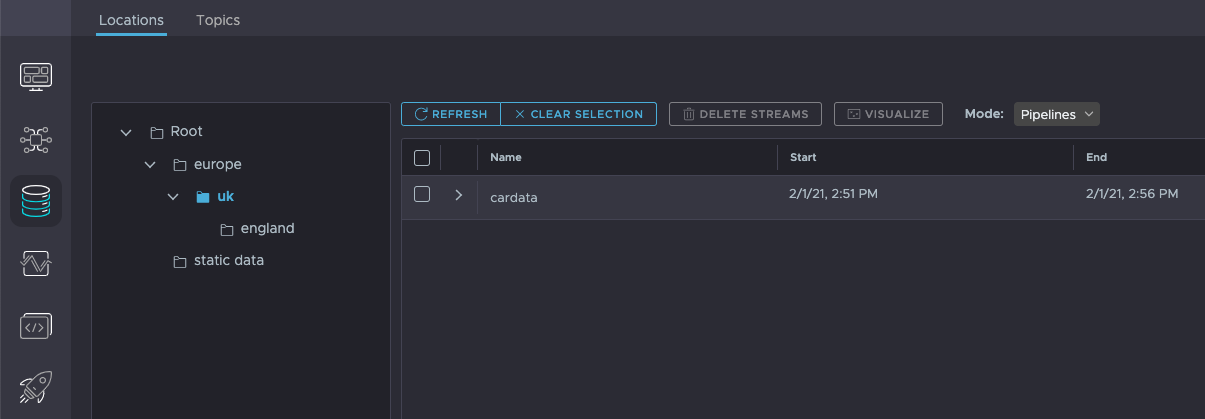 Locations Topics
REFRESH CLEAR SELECTION DELETE STREAMS VISUALIZE Mode: Pipelines
Root
europe
uk
england
static data
Name Start End
cardata 2/1/21, 2:51 PM 2/1/21, 2:56 PM